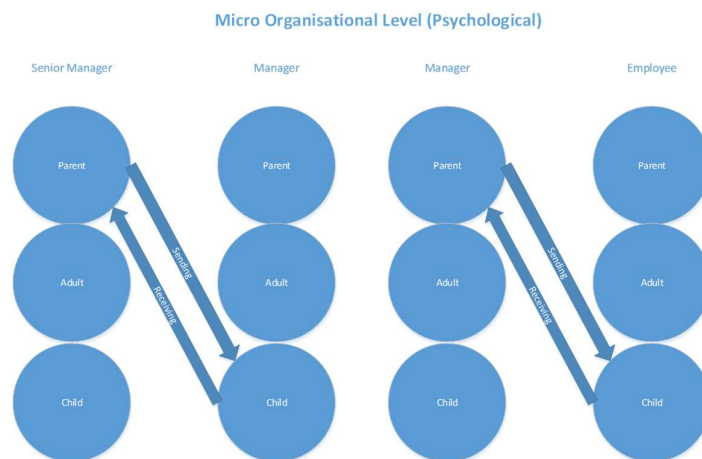 Micro Organisational Level (Psychological)
Senior Manager
Manager
Manager
Employee
Parent
Parent
Parent
Parent
Sending
Sending
Adult
Adult
Adult
Adult
Receiving
Receiving
Child
Child
Child
Child